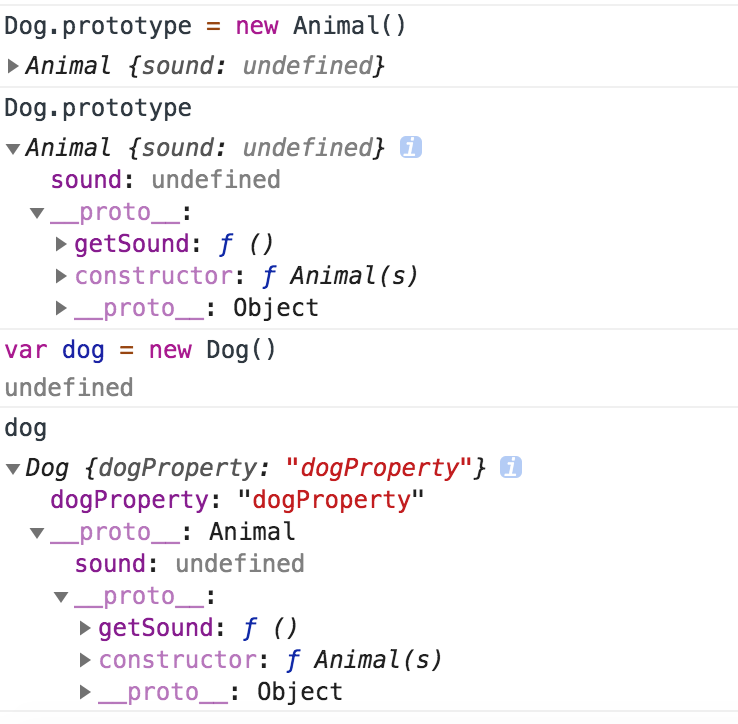 Dog.prototype = new Animal()
▶Animal {sound: undefined}
Dog.prototype
▼Animal {sound: undefined} i
sound: undefined
▼__proto__:
▶getSound: ƒ ()
▶constructor: ƒ Animal(s)
▶__proto__: Object
var dog = new Dog()
undefined
dog
▼Dog {dogProperty: "dogProperty"} i
dogProperty: "dogProperty"
▼__proto__: Animal
sound: undefined
▼__proto__:
▶getSound: ƒ ()
▶constructor: ƒ Animal(s)
▶__proto__: Object